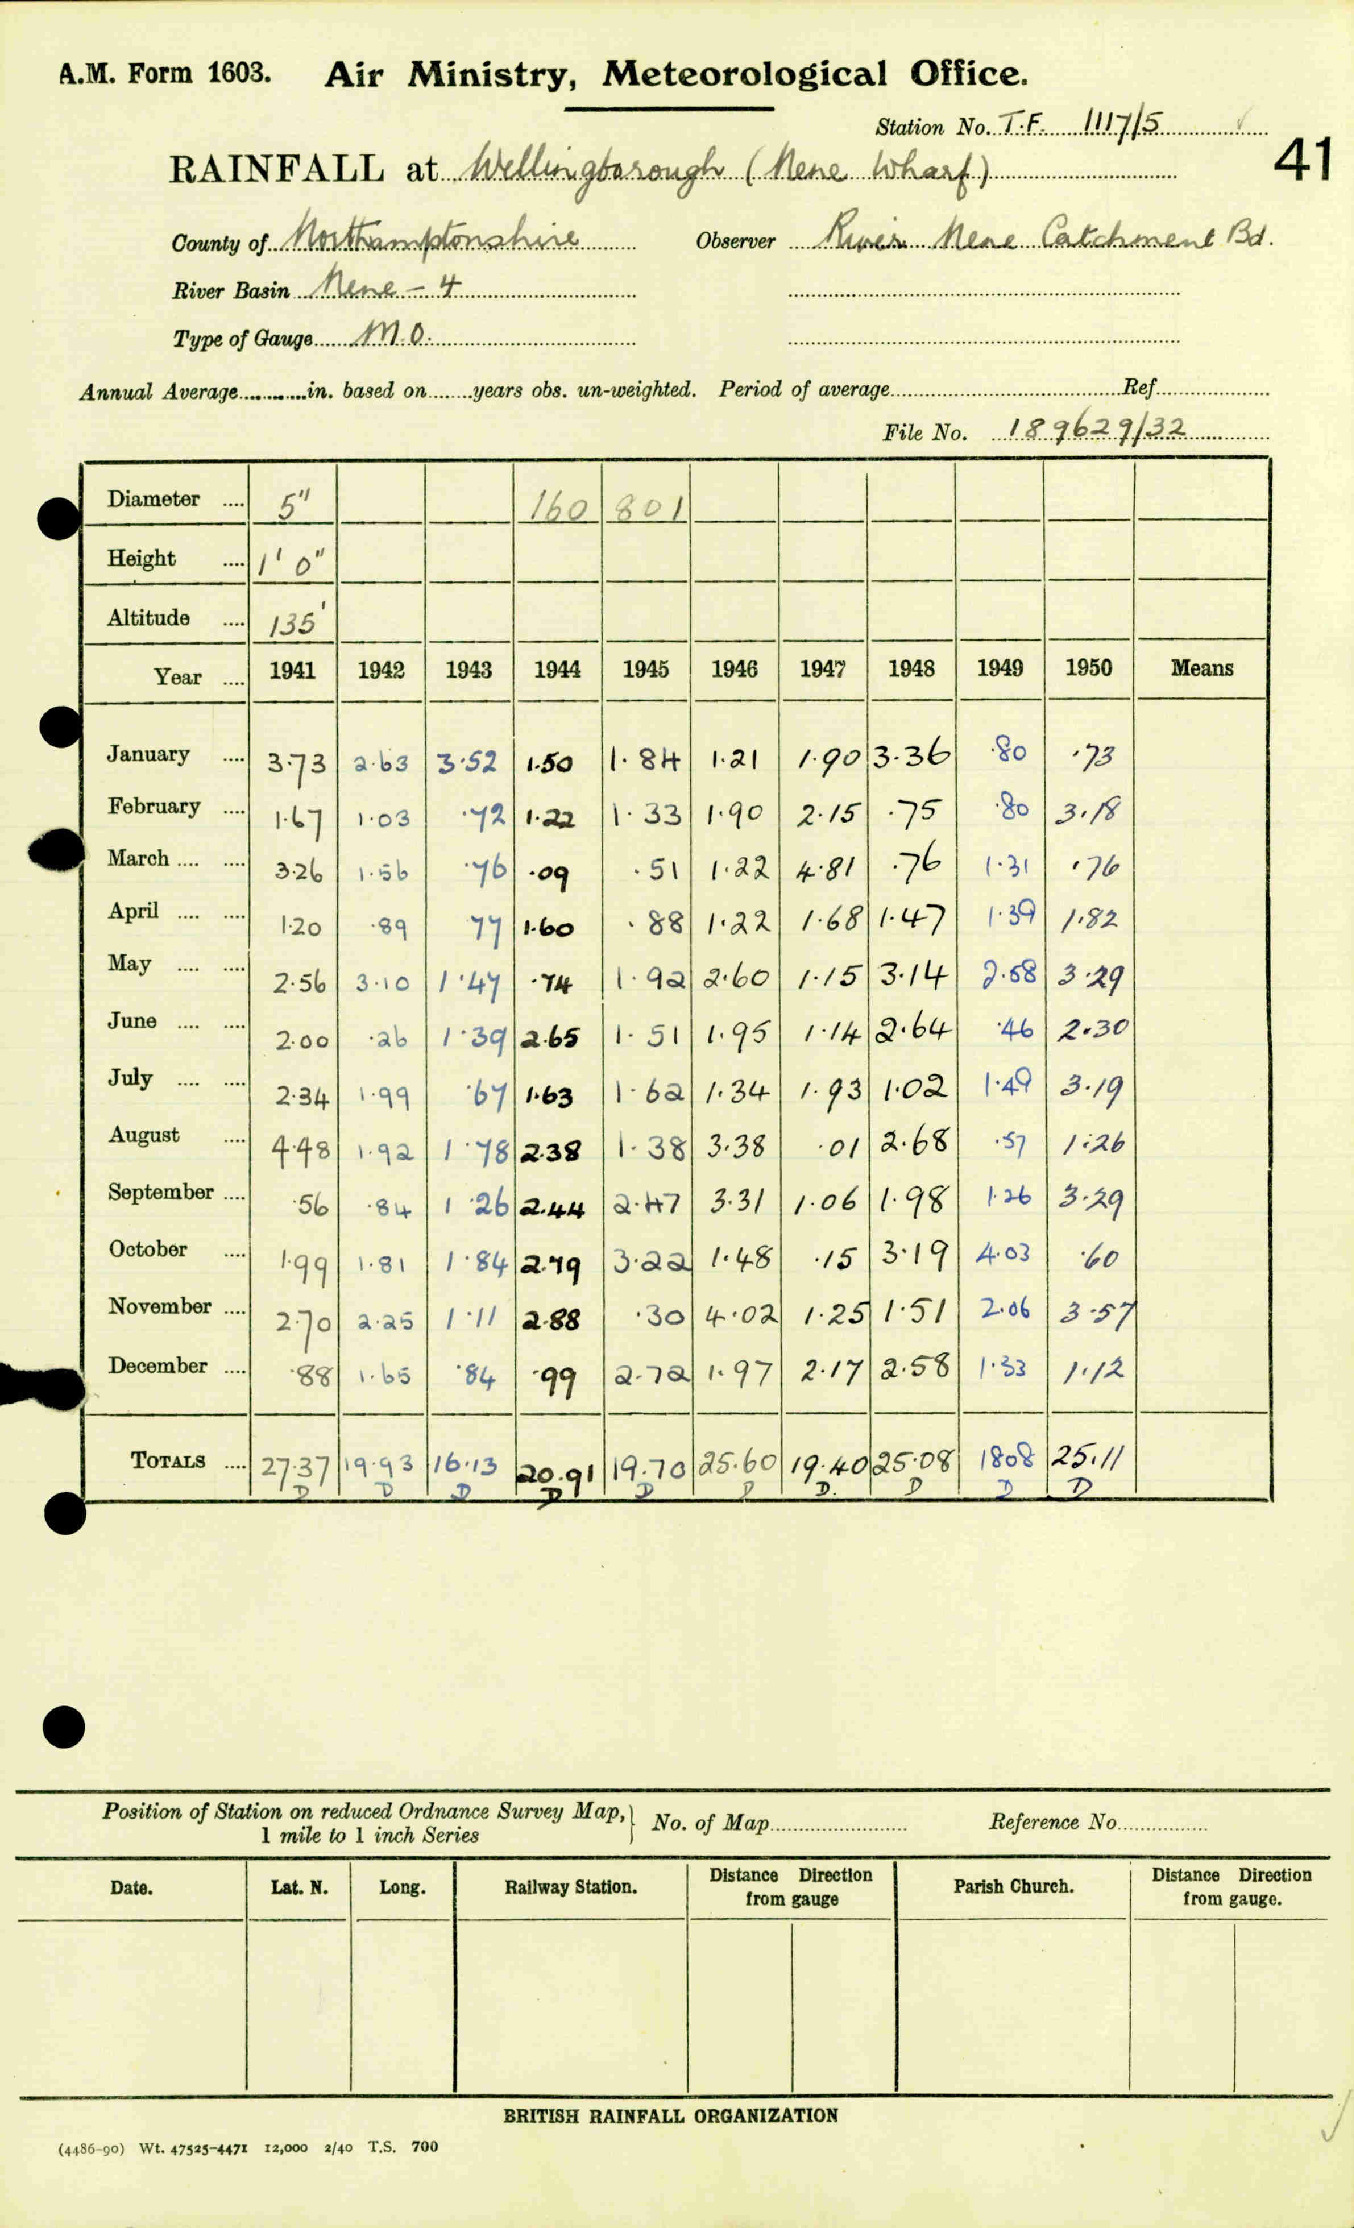 A.M. Form 1603. Air Ministry, Meteorological Office.
Station No. T.F. 1117/5
41
RAINFALL at Wellingborough (Nene Wharf)
County of Northamptonshire Observer River Nene Catchment Bd.
River Basin Nene - 4
Type of Gauge M.O.
Annual Average in. based on years obs. un-weighted. Period of average Ref
File No. 189629/32
Diameter 5" 160 801
Height 1' 0"
Altitude 135'
Year 1941 1942 1943 1944 1945 1946 1947 1948 1949 1950 Means
January 3.73 2.63 3.52 1.50 1.84 1.21 1.90 3.36 .80 .73
February 1.67 1.03 .72 1.22 1.33 1.90 2.15 .75 .80 3.18
March 3.26 1.56 .76 .09 .51 1.22 4.81 .76 1.31 .76
April 1.20 .89 77 1.60 .88 1.22 1.68 1.47 1.39 1.82
May 2.56 3.10 1.47 .74 1.92 2.60 1.15 3.14 2.58 3.29
June 2.00 .26 1.39 2.65 1.51 1.95 1.14 2.64 .46 2.30
July 2.34 1.99 .67 1.63 1.62 1.34 1.93 1.02 1.49 3.19
August 4.48 1.92 1.78 2.38 1.38 3.38 .01 2.68 .57 1.26
September .56 .84 1.26 2.44 2.47 3.31 1.06 1.98 1.26 3.29
October 1.99 1.81 1.84 2.79 3.22 1.48 .15 3.19 4.03 .60
November 2.70 2.25 1.11 2.88 .30 4.02 1.25 1.51 2.06 3.57
December .88 1.65 .84 .99 2.72 1.97 2.17 2.58 1.33 1.12
TOTALS 27.37 19.93 16.13 20.91 19.70 25.60 19.40 25.08 1808 25.11
D D D D D D D. D D D
Position of Station on reduced Ordnance Survey Map, 1 mile to 1 inch Series } No. of Map Reference No
Date. Lat. N. Long. Railway Station. Distance Direction from gauge Parish Church. Distance Direction from gauge.
BRITISH RAINFALL ORGANIZATION
(4486-90) Wt. 47525-4471 12,000 2/40 T.S. 700